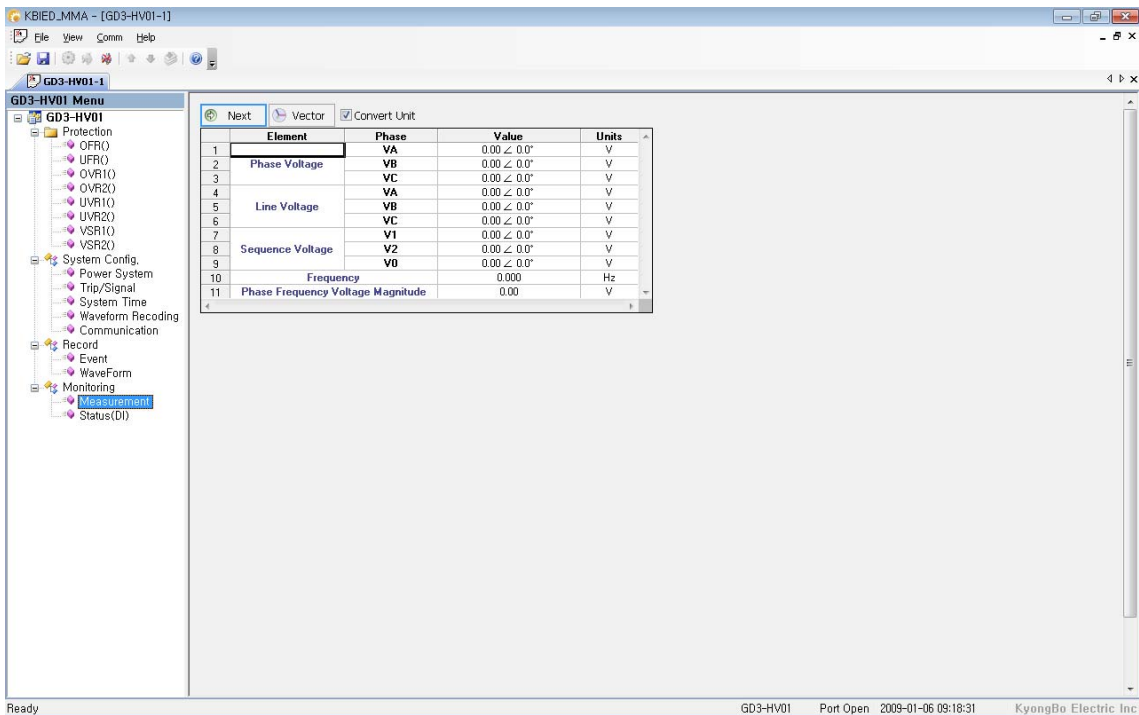 KBIED_MMA - [GD3-HV01-1]
File View Comm Help
GD3-HV01-1
GD3-HV01 Menu
GD3-HV01
Protection
OFR()
UFR()
OVR1()
OVR2()
UVR1()
UVR2()
VSR1()
VSR2()
System Config,
Power System
Trip/Signal
System Time
Waveform Recoding
Communication
Record
Event
WaveForm
Monitoring
Measurement
Status(DI)
Next Vector Convert Unit
Element Phase Value Units
1 VA 0.00 ∠ 0.0° V
2 Phase Voltage VB 0.00 ∠ 0.0° V
3 VC 0.00 ∠ 0.0° V
4 VA 0.00 ∠ 0.0° V
5 Line Voltage VB 0.00 ∠ 0.0° V
6 VC 0.00 ∠ 0.0° V
7 V1 0.00 ∠ 0.0° V
8 Sequence Voltage V2 0.00 ∠ 0.0° V
9 V0 0.00 ∠ 0.0° V
10 Frequency 0.000 Hz
11 Phase Frequency Voltage Magnitude 0.00 V
Ready GD3-HV01 Port Open 2009-01-06 09:18:31 KyongBo Electric Inc